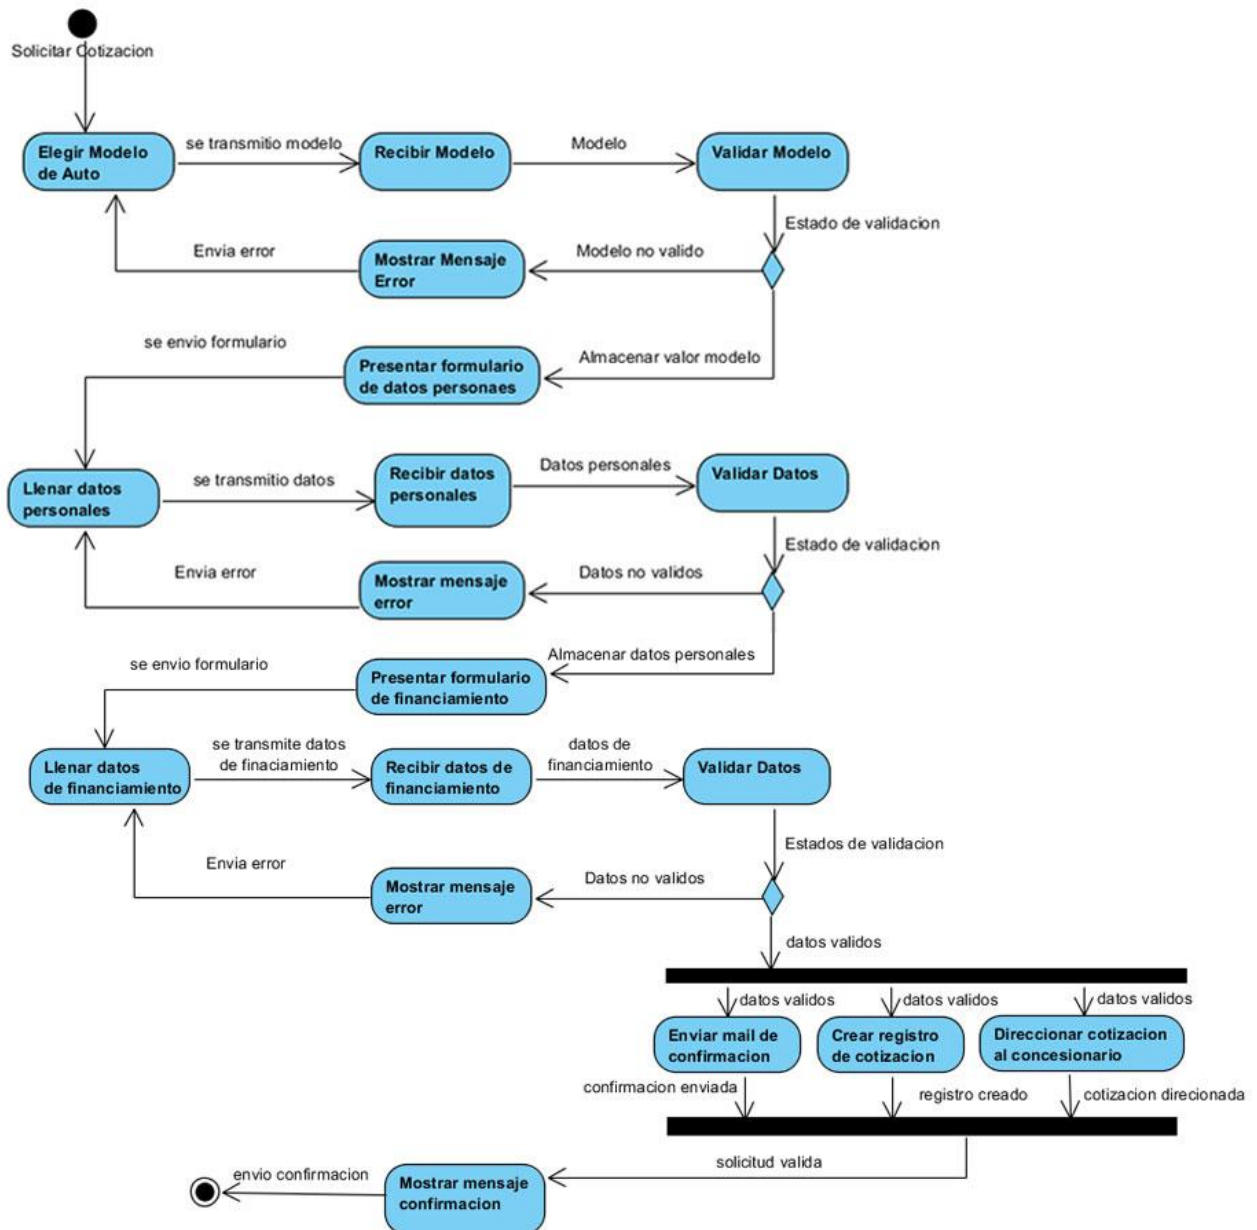 Solicitar Cotizacion
Elegir Modelo
de Auto
se transmitio modelo
Recibir Modelo
Modelo
Validar Modelo
Estado de validacion
Envia error
Mostrar Mensaje
Error
Modelo no valido
se envio formulario
Presentar formulario
de datos personaes
Almacenar valor modelo
Llenar datos
personales
se transmitio datos
Recibir datos
personales
Datos personales
Validar Datos
Estado de validacion
Envia error
Mostrar mensaje
error
Datos no validos
se envio formulario
Presentar formulario
de financiamiento
Almacenar datos personales
Llenar datos
de financiamiento
se transmite datos
de finaciamiento
Recibir datos de
financiamiento
datos de
financiamiento
Validar Datos
Estados de validacion
Envia error
Mostrar mensaje
error
Datos no validos
datos validos
datos validos
datos validos
datos validos
Enviar mail de
confirmacion
Crear registro
de cotizacion
Direccionar cotizacion
al concesionario
confirmacion enviada
registro creado
cotizacion direcionada
solicitud valida
Mostrar mensaje
confirmacion
envio confirmacion